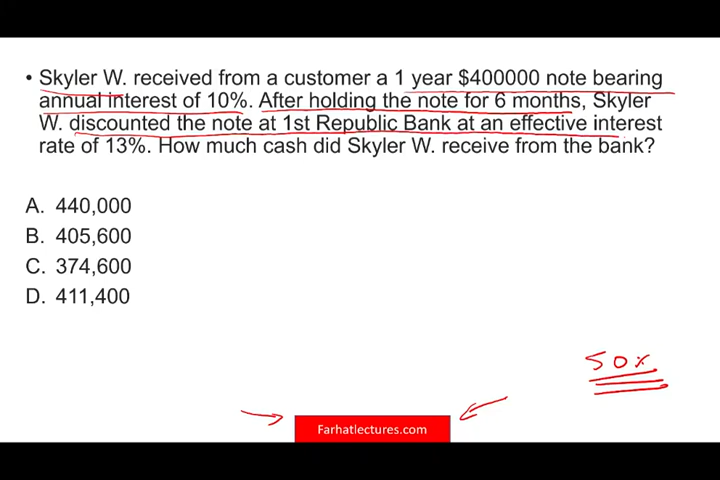 • Skyler W. received from a customer a 1 year $400000 note bearing
annual interest of 10%. After holding the note for 6 months, Skyler
W. discounted the note at 1st Republic Bank at an effective interest
rate of 13%. How much cash did Skyler W. receive from the bank?
A. 440,000
B. 405,600
C. 374,600
D. 411,400
50%
Farhatlectures.com